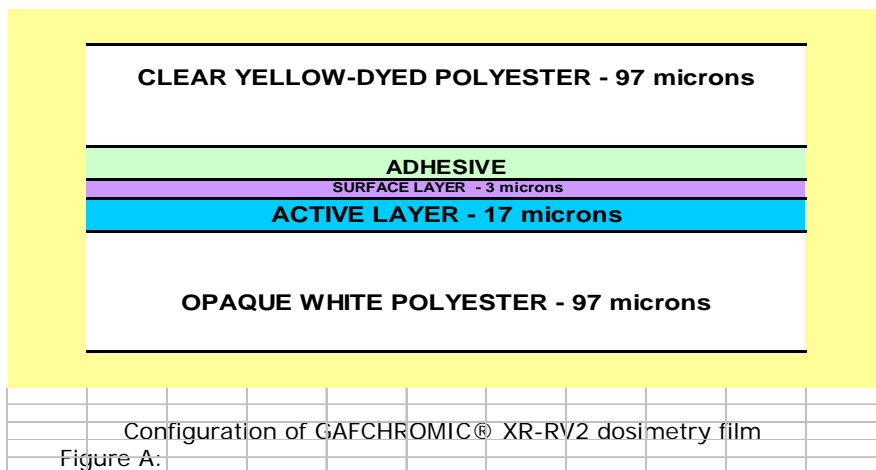 CLEAR YELLOW-DYED POLYESTER - 97 microns
ADHESIVE
SURFACE LAYER - 3 microns
ACTIVE LAYER - 17 microns
OPAQUE WHITE POLYESTER - 97 microns
Configuration of GAFCHROMIC® XR-RV2 dosimetry film
Figure A: